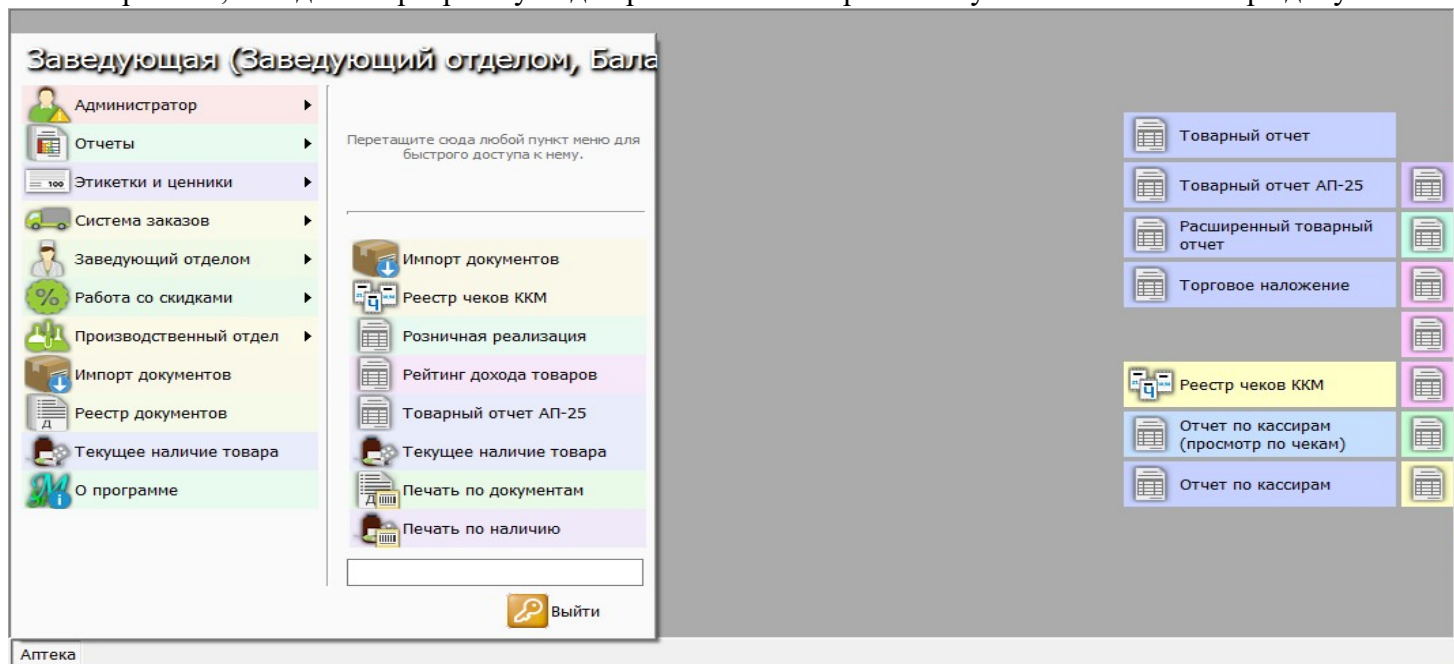 Заведующая (Заведующий отделом, Бала
Администратор
Отчеты
Этикетки и ценники
Система заказов
Заведующий отделом
Работа со скидками
Производственный отдел
Импорт документов
Реестр документов
Текущее наличие товара
О программе
Перетащите сюда любой пункт меню для
быстрого доступа к нему.
Импорт документов
Реестр чеков ККМ
Розничная реализация
Рейтинг дохода товаров
Товарный отчет АП-25
Текущее наличие товара
Печать по документам
Печать по наличию
Выйти
Товарный отчет
Товарный отчет АП-25
Расширенный товарный
отчет
Торговое наложение
Реестр чеков ККМ
Отчет по кассирам
(просмотр по чекам)
Отчет по кассирам
Аптека